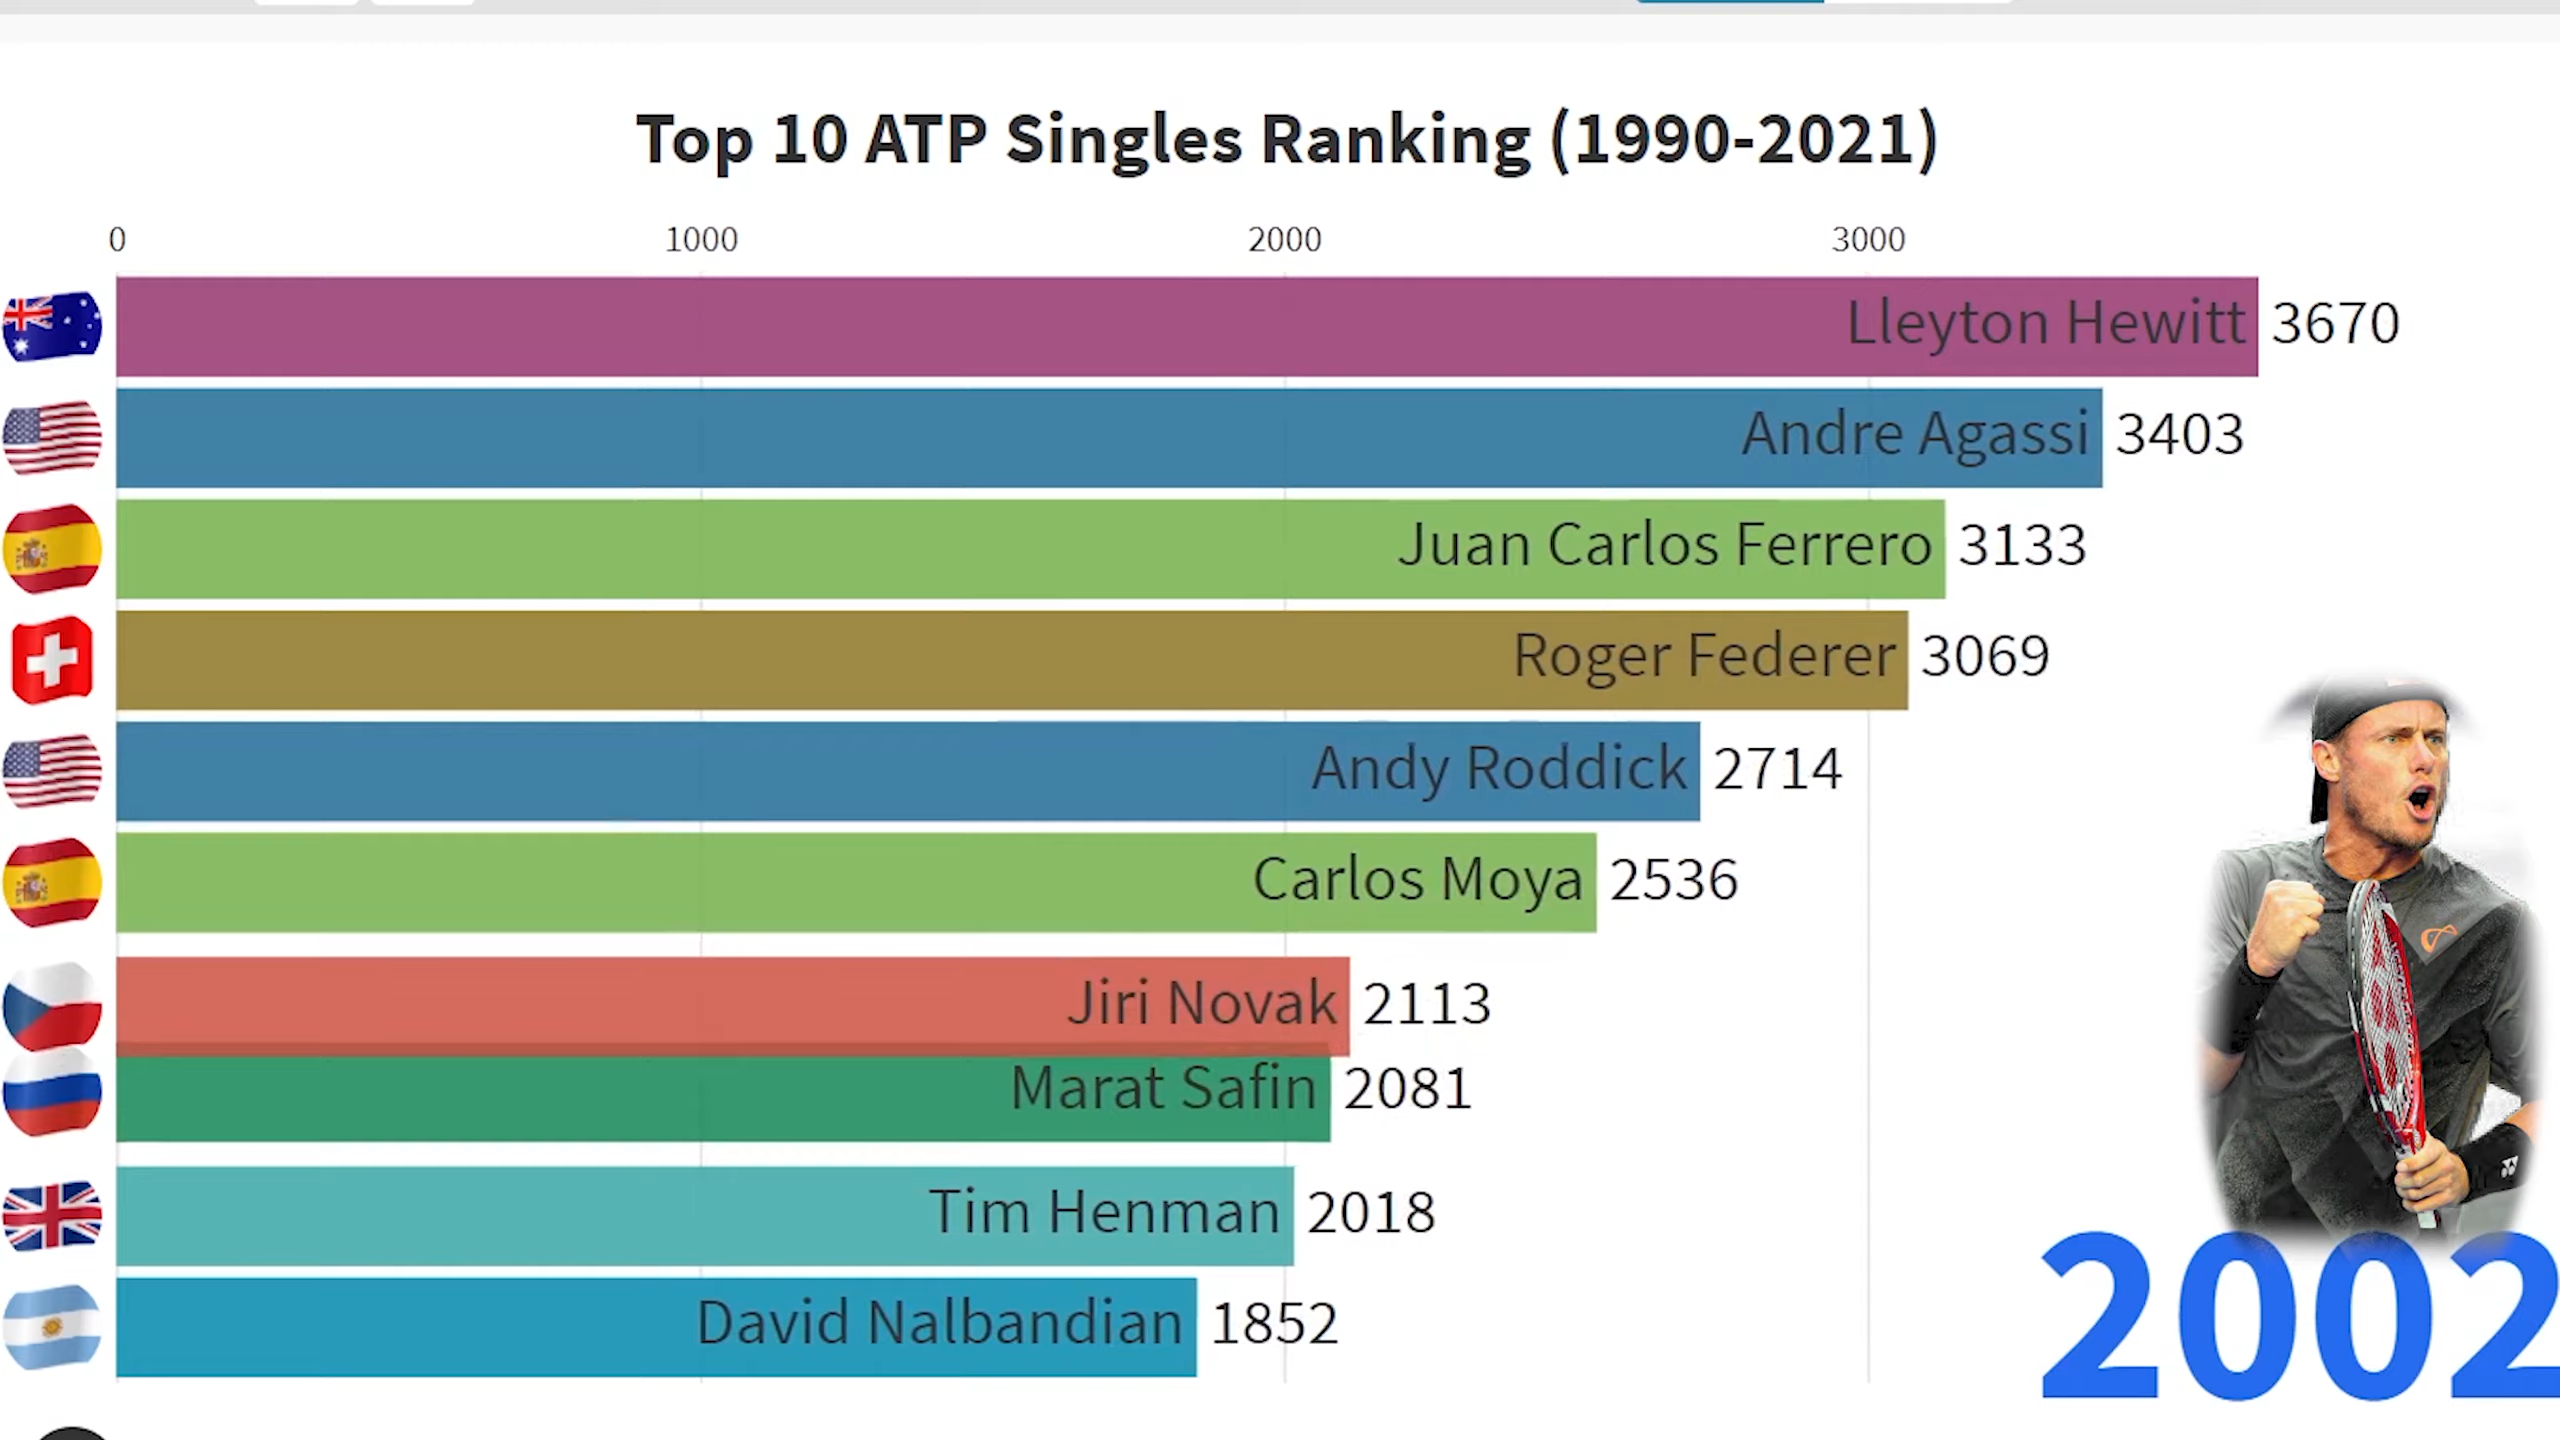 Top 10 ATP Singles Ranking (1990-2021)
0 1000 2000 3000
Lleyton Hewitt 3670
Andre Agassi 3403
Juan Carlos Ferrero 3133
Roger Federer 3069
Andy Roddick 2714
Carlos Moya 2536
Jiri Novak 2113
Marat Safin 2081
Tim Henman 2018
David Nalbandian 1852
2002